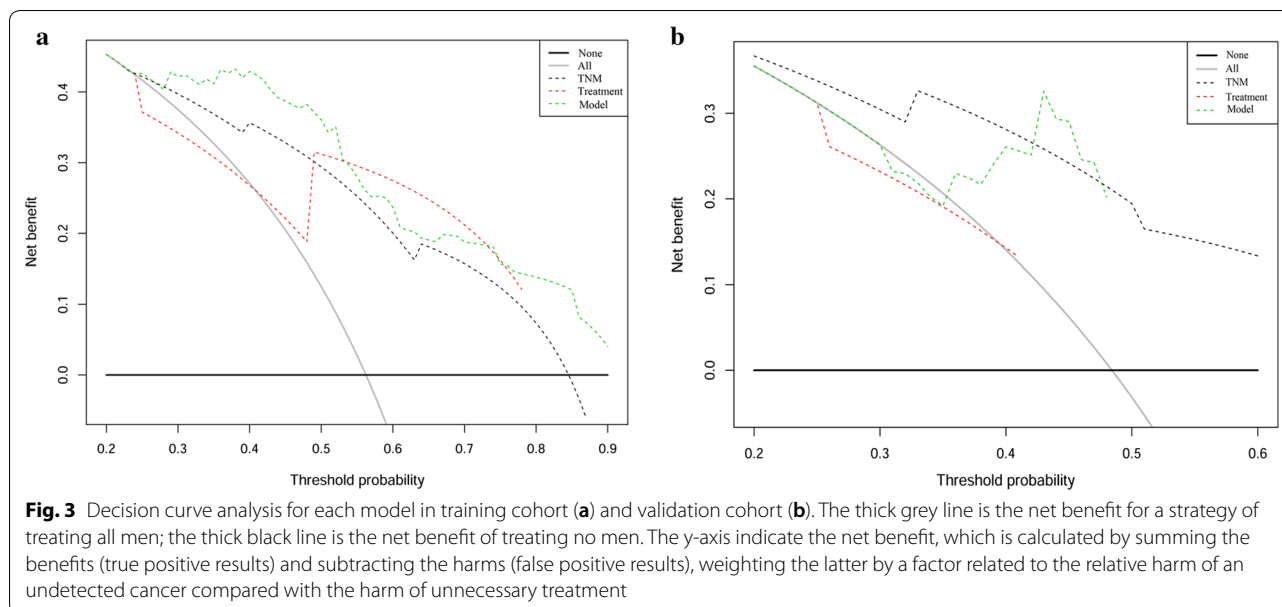 a
None
All
TNM
Treatment
Model
Net benefit
0.4
0.3
0.2
0.1
0.0
0.2 0.3 0.4 0.5 0.6 0.7 0.8 0.9
Threshold probability
b
None
All
TNM
Treatment
Model
Net benefit
0.3
0.2
0.1
0.0
0.2 0.3 0.4 0.5 0.6
Threshold probability
Fig. 3 Decision curve analysis for each model in training cohort (a) and validation cohort (b). The thick grey line is the net benefit for a strategy of
treating all men; the thick black line is the net benefit of treating no men. The y-axis indicate the net benefit, which is calculated by summing the
benefits (true positive results) and subtracting the harms (false positive results), weighting the latter by a factor related to the relative harm of an
undetected cancer compared with the harm of unnecessary treatment